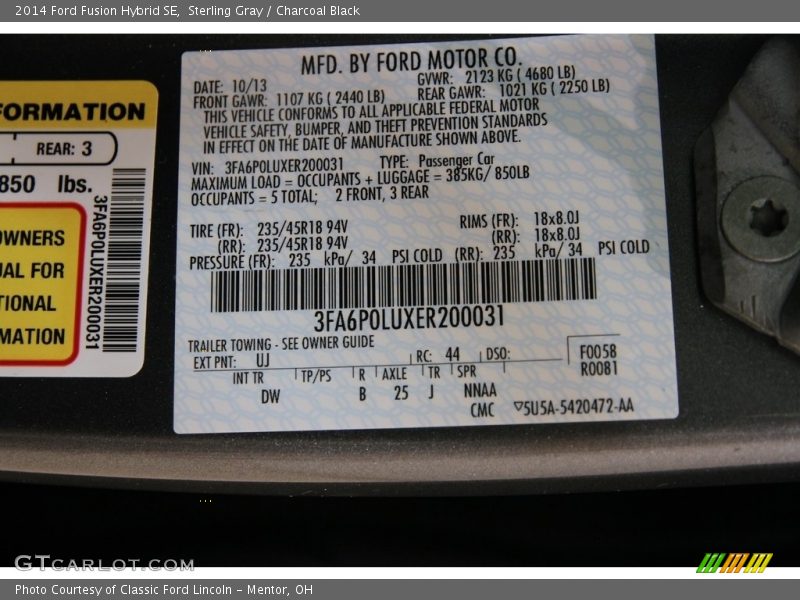 2014 Ford Fusion Hybrid SE, Sterling Gray / Charcoal Black
FORMATION
REAR: 3
850 lbs.
OWNERS
UAL FOR
TIONAL
MATION
3FA6P0LUXER200031
MFD. BY FORD MOTOR CO.
DATE: 10/13 GVWR: 2123 KG ( 4680 LB)
FRONT GAWR: 1107 KG ( 2440 LB) REAR GAWR: 1021 KG ( 2250 LB)
THIS VEHICLE CONFORMS TO ALL APPLICABLE FEDERAL MOTOR
VEHICLE SAFETY, BUMPER, AND THEFT PREVENTION STANDARDS
IN EFFECT ON THE DATE OF MANUFACTURE SHOWN ABOVE.
VIN: 3FA6P0LUXER200031 TYPE: Passenger Car
MAXIMUM LOAD = OCCUPANTS + LUGGAGE = 385KG/ 850LB
OCCUPANTS = 5 TOTAL; 2 FRONT, 3 REAR
TIRE (FR): 235/45R18 94V RIMS (FR): 18x8.0J
(RR): 235/45R18 94V (RR): 18x8.0J
PRESSURE (FR): 235 kPa/ 34 PSI COLD (RR): 235 kPa/ 34 PSI COLD
3FA6P0LUXER200031
TRAILER TOWING - SEE OWNER GUIDE
EXT PNT: UJ RC: 44 DSO: F0058
R0081
INT TR TP/PS R AXLE TR SPR
DW B 25 J NNAA
CMC ▽5U5A-5420472-AA
GTCARLOT.COM
Photo Courtesy of Classic Ford Lincoln - Mentor, OH